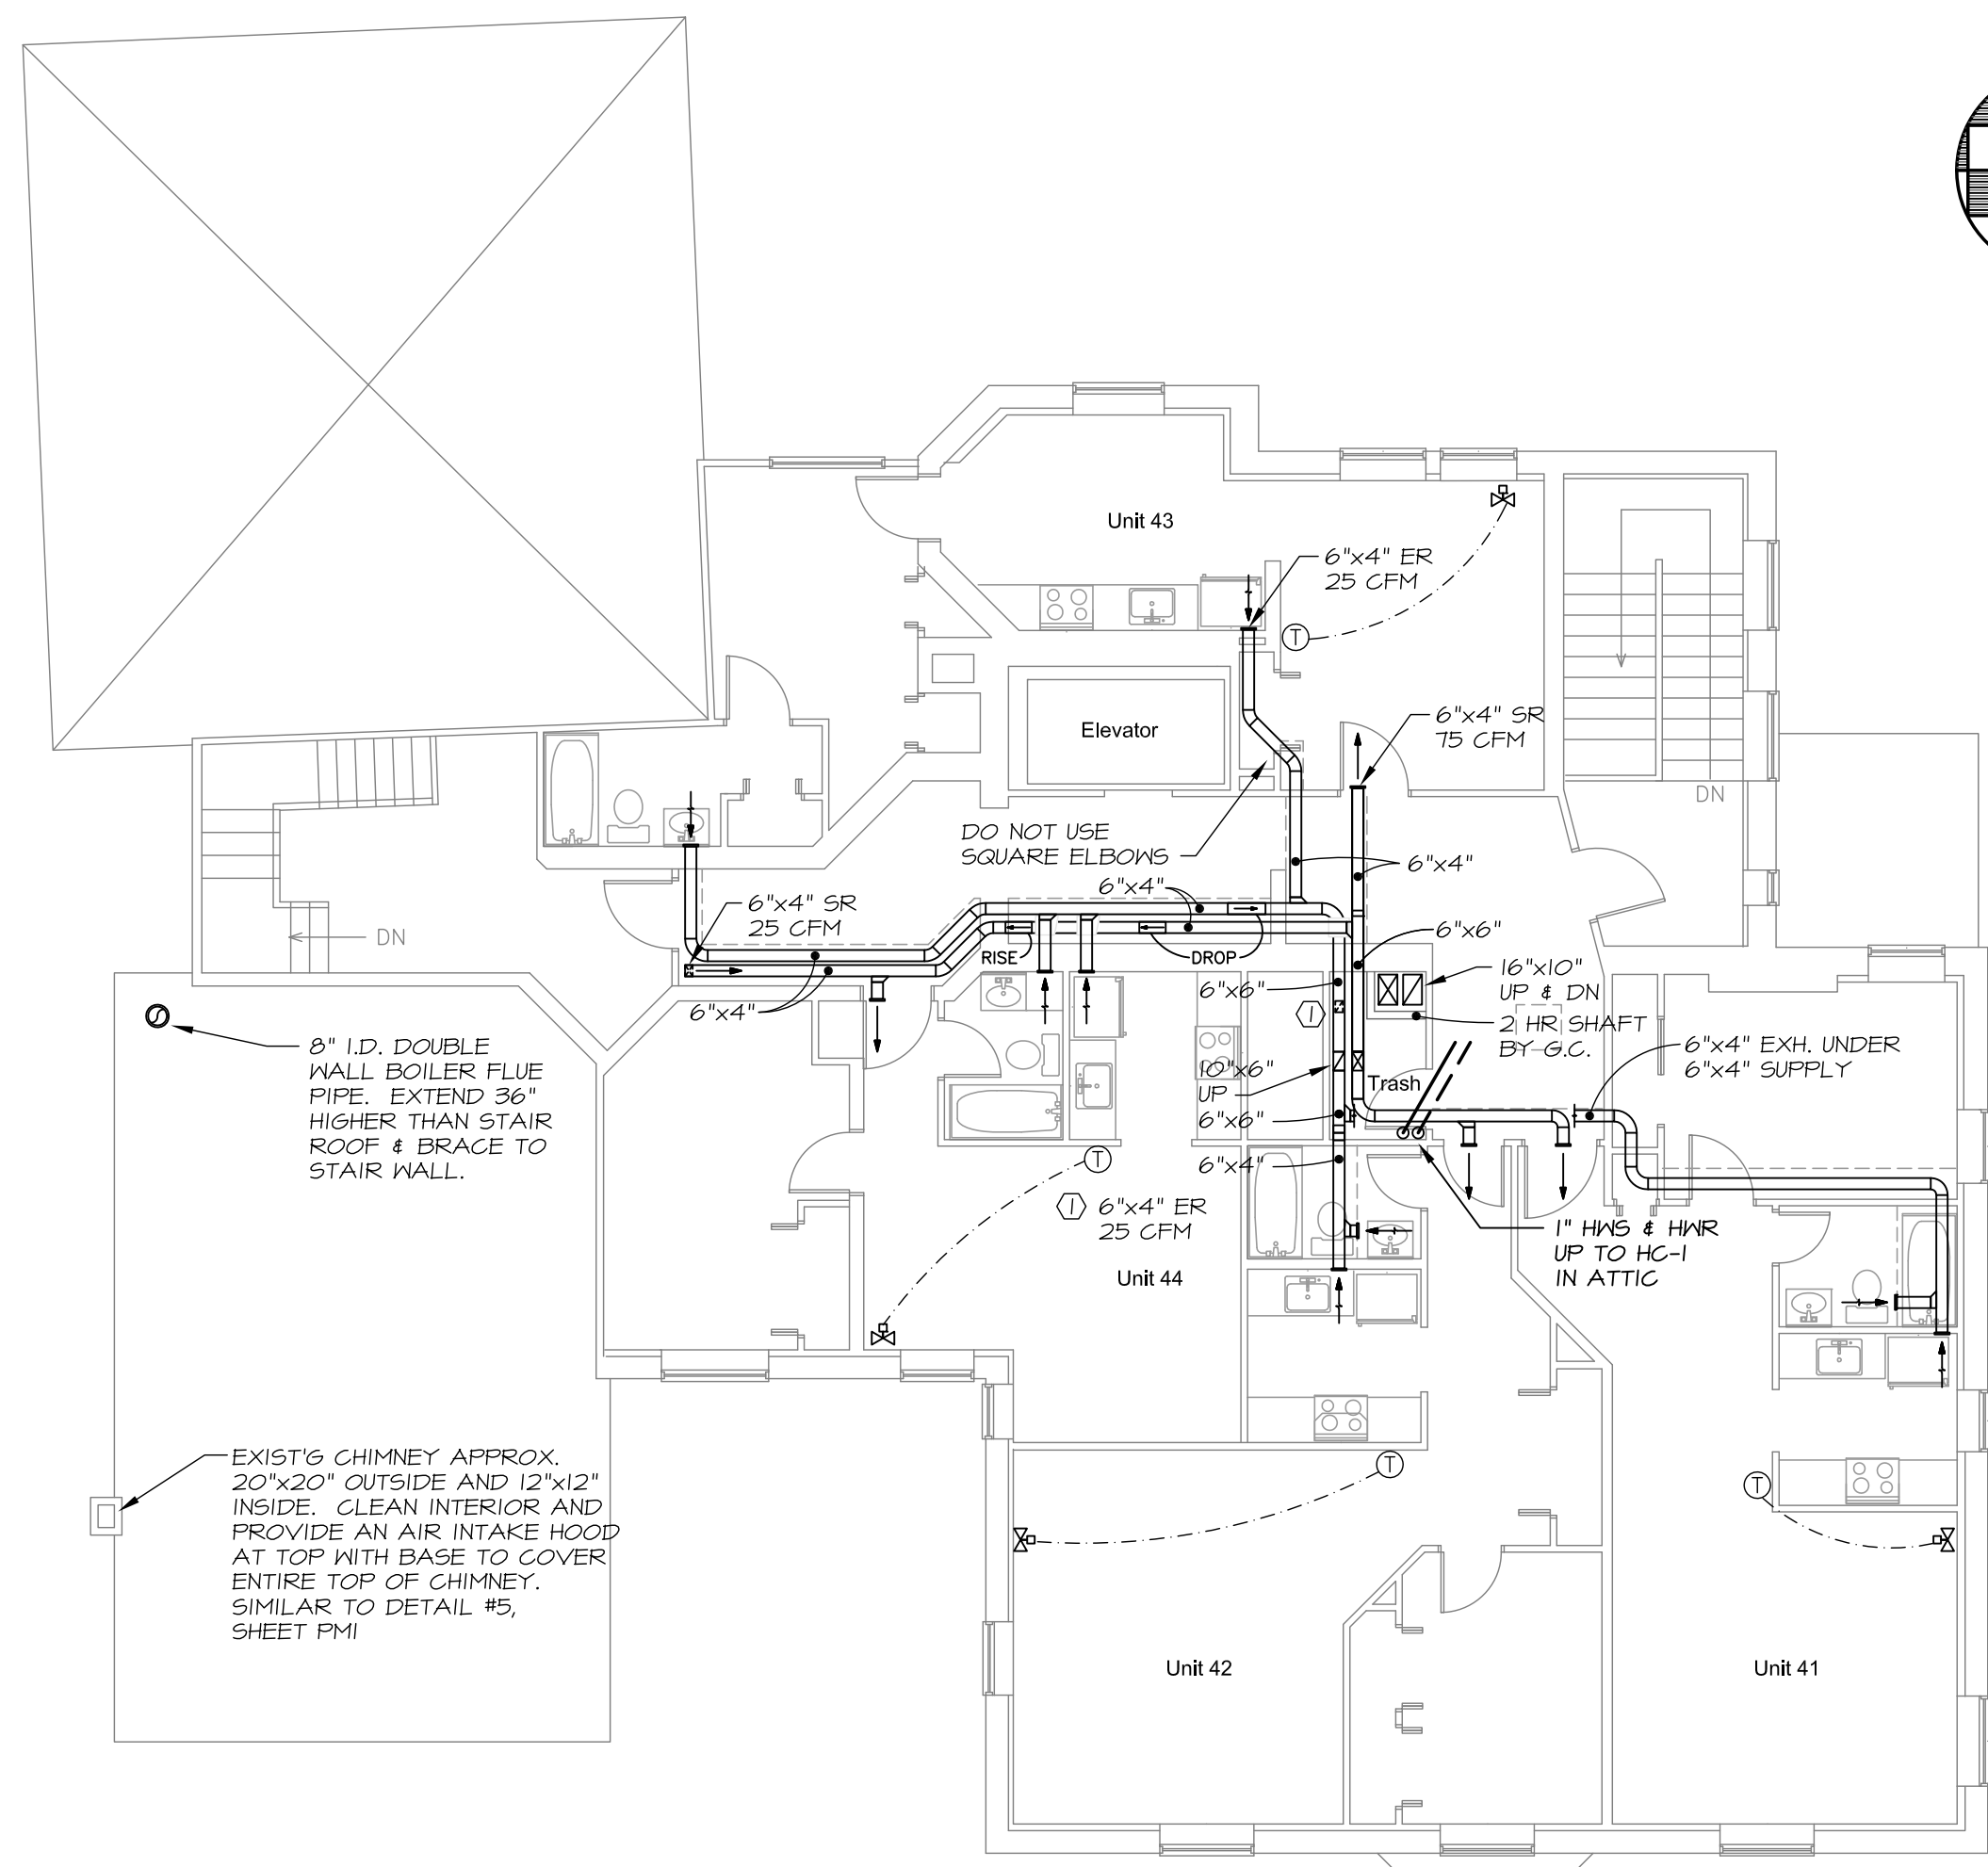 Unit 43
6"x4" ER
25 CFM
T
Elevator
6"x4" SR
75 CFM
DN
DO NOT USE
SQUARE ELBOWS
6"x4"
6"x4"
6"x4" SR
25 CFM
DN
6"x6"
RISE
DROP
16"x10"
UP & DN
6"x6"
6"x4"
1
2 HR SHAFT
BY G.C.
8" I.D. DOUBLE
WALL BOILER FLUE
PIPE. EXTEND 36"
HIGHER THAN STAIR
ROOF & BRACE TO
STAIR WALL.
6"x4" EXH. UNDER
6"x4" SUPPLY
10"x6"
UP
Trash
6"x6"
6"x4"
T
1 6"x4" ER
25 CFM
1" HWS & HWR
UP TO HC-1
IN ATTIC
Unit 44
EXIST'G CHIMNEY APPROX.
20"x20" OUTSIDE AND 12"x12"
INSIDE. CLEAN INTERIOR AND
PROVIDE AN AIR INTAKE HOOD
AT TOP WITH BASE TO COVER
ENTIRE TOP OF CHIMNEY.
SIMILAR TO DETAIL #5,
SHEET PM1
T
T
Unit 42
Unit 41